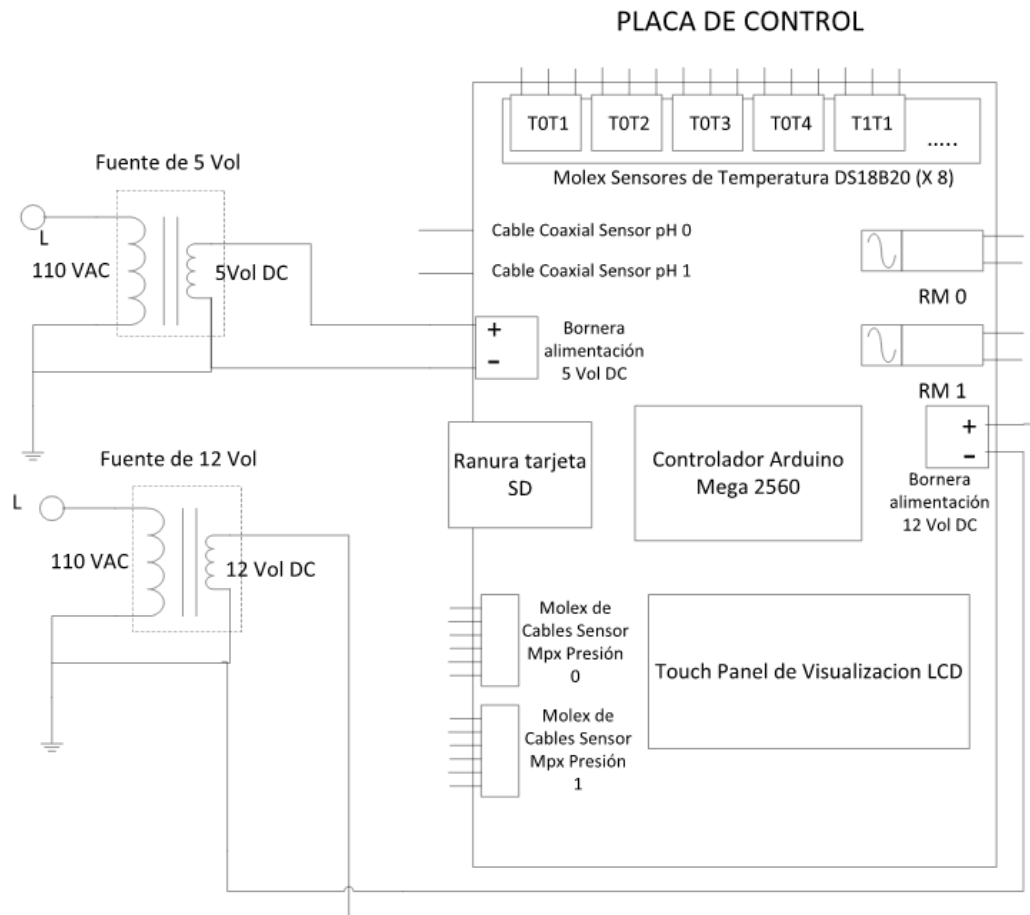 PLACA DE CONTROL
T0T1 T0T2 T0T3 T0T4 T1T1 .....
Molex Sensores de Temperatura DS18B20 (X 8)
Fuente de 5 Vol
L
110 VAC
5Vol DC
Cable Coaxial Sensor pH 0
Cable Coaxial Sensor pH 1
RM 0
RM 1
+
-
Bornera
alimentación
5 Vol DC
+
-
Bornera
alimentación
12 Vol DC
Ranura tarjeta
SD
Controlador Arduino
Mega 2560
Fuente de 12 Vol
L
110 VAC
12 Vol DC
Molex de
Cables Sensor
Mpx Presión
0
Molex de
Cables Sensor
Mpx Presión
1
Touch Panel de Visualizacion LCD